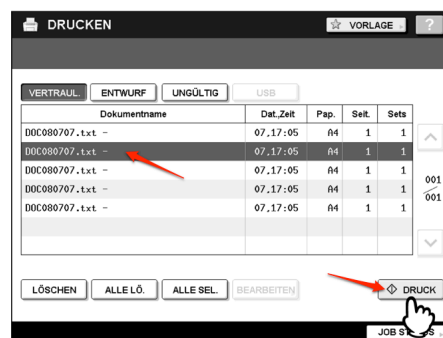 DRUCKEN
VORLAGE
?
VERTRAUL. ENTWURF UNGÜLTIG USB
Dokumentname Dat.,Zeit Pap. Seit. Sets
DOC080707.txt - 07,17:05 A4 1 1
DOC080707.txt - 07,17:05 A4 1 1
DOC080707.txt - 07,17:05 A4 1 1
DOC080707.txt - 07,17:05 A4 1 1
DOC080707.txt - 07,17:05 A4 1 1
001
001
LÖSCHEN ALLE LÖ. ALLE SEL. BEARBEITEN DRUCK
JOB